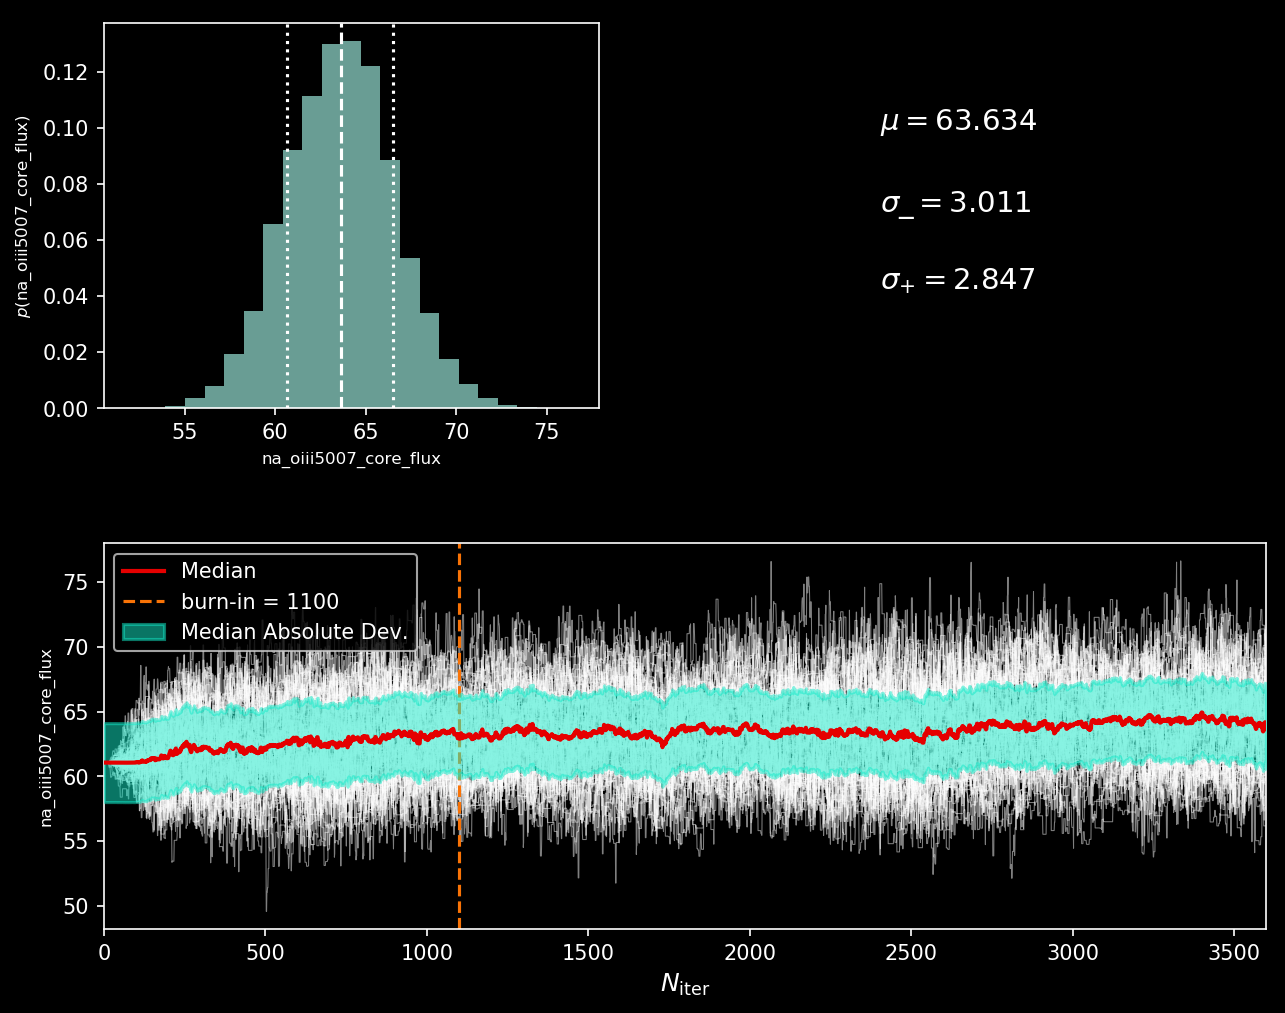 0.12
0.10
0.08
0.06
0.04
0.02
0.00
p(na_oiii5007_core_flux)
55 60 65 70 75
na_oiii5007_core_flux
μ = 63.634
σ_ = 3.011
σ+ = 2.847
Median
burn-in = 1100
Median Absolute Dev.
75
70
65
60
55
50
na_oiii5007_core_flux
0 500 1000 1500 2000 2500 3000 3500
Niter